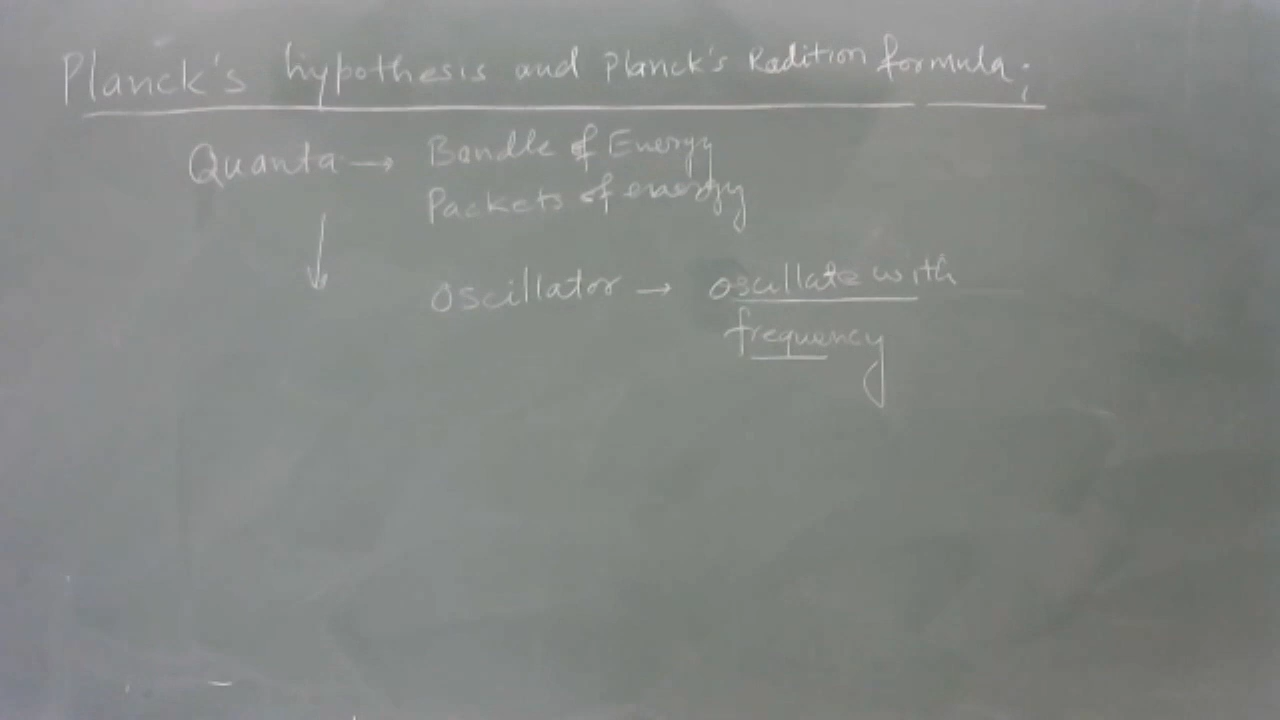 Planck's hypothesis and Planck's Radition formula;
Quanta → Bandle of Energy
Packets of energy
↓
Oscillator → oscillate with
frequency